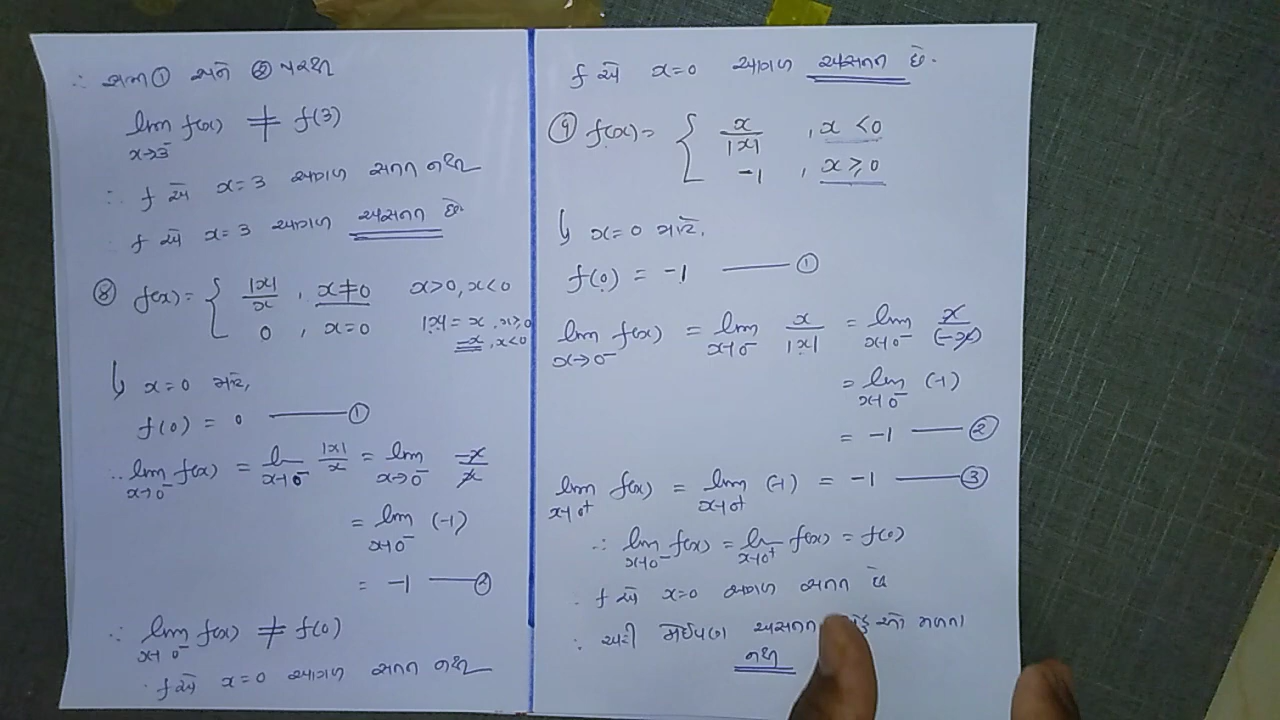 ∴ સમ① અને ② પરથી
lim x→3⁻ f(x) ≠ f(3)
∴ f એ x=3 આગળ સતત નથી
∴ f એ x=3 આગળ અસતત છે.
⑧ f(x)= { |x|/x , x≠0 x>0, x<0
0 , x=0 |x| = x, x≥0
-x, x<0
↳ x=0 માટે,
f(0) = 0 —— ①
∴ lim x→0⁻ f(x) = lim x→0⁻ |x|/x = lim x→0⁻ -x/x
= lim x→0⁻ (-1)
= -1 —— ②
∴ lim x→0⁻ f(x) ≠ f(0)
∴ f એ x=0 આગળ સતત નથી
f એ x=0 આગળ અસતત છે.
⑨ f(x)= { x/|x| , x<0
-1 , x≥0
↳ x=0 માટે,
f(0) = -1 —— ①
lim x→0⁻ f(x) = lim x→0⁻ x/|x| = lim x→0⁻ x/(-x)
= lim x→0⁻ (-1)
= -1 —— ②
lim x→0⁺ f(x) = lim x→0⁺ (-1) = -1 —— ③
∴ lim x→0⁻ f(x) = lim x→0⁺ f(x) = f(0)
∴ f એ x=0 આગળ સતત છે
∴ અસતત મળતા
નથી